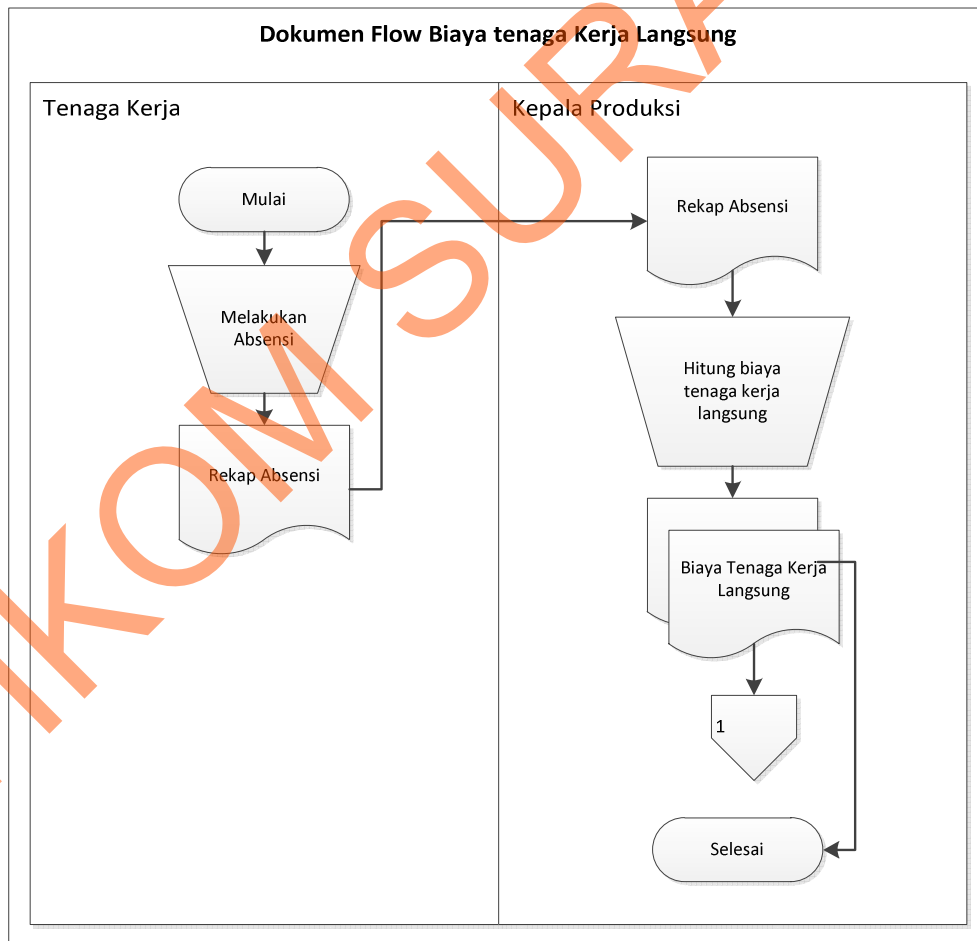 Dokumen Flow Biaya tenaga Kerja Langsung
Tenaga Kerja
Kepala Produksi
Mulai
Melakukan
Absensi
Rekap Absensi
Rekap Absensi
Hitung biaya
tenaga kerja
langsung
Biaya Tenaga Kerja
Langsung
1
Selesai
IKOM SURA